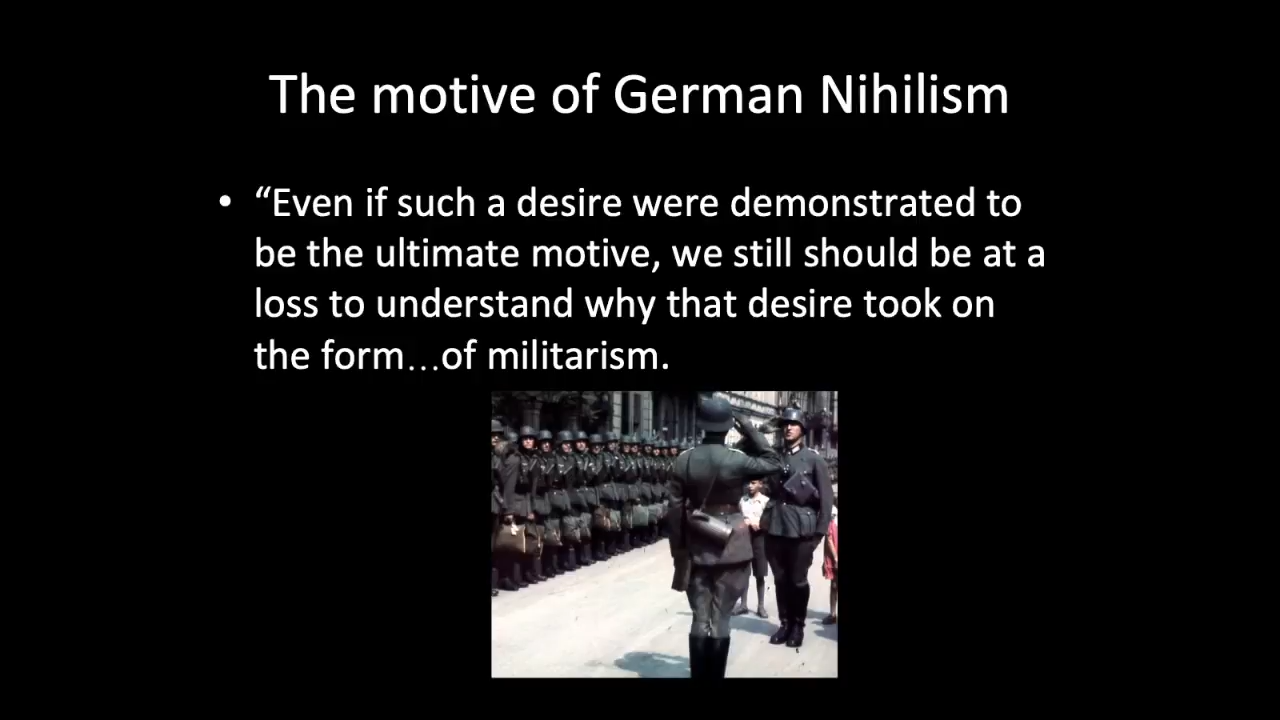 The motive of German Nihilism
• “Even if such a desire were demonstrated to
be the ultimate motive, we still should be at a
loss to understand why that desire took on
the form…of militarism.